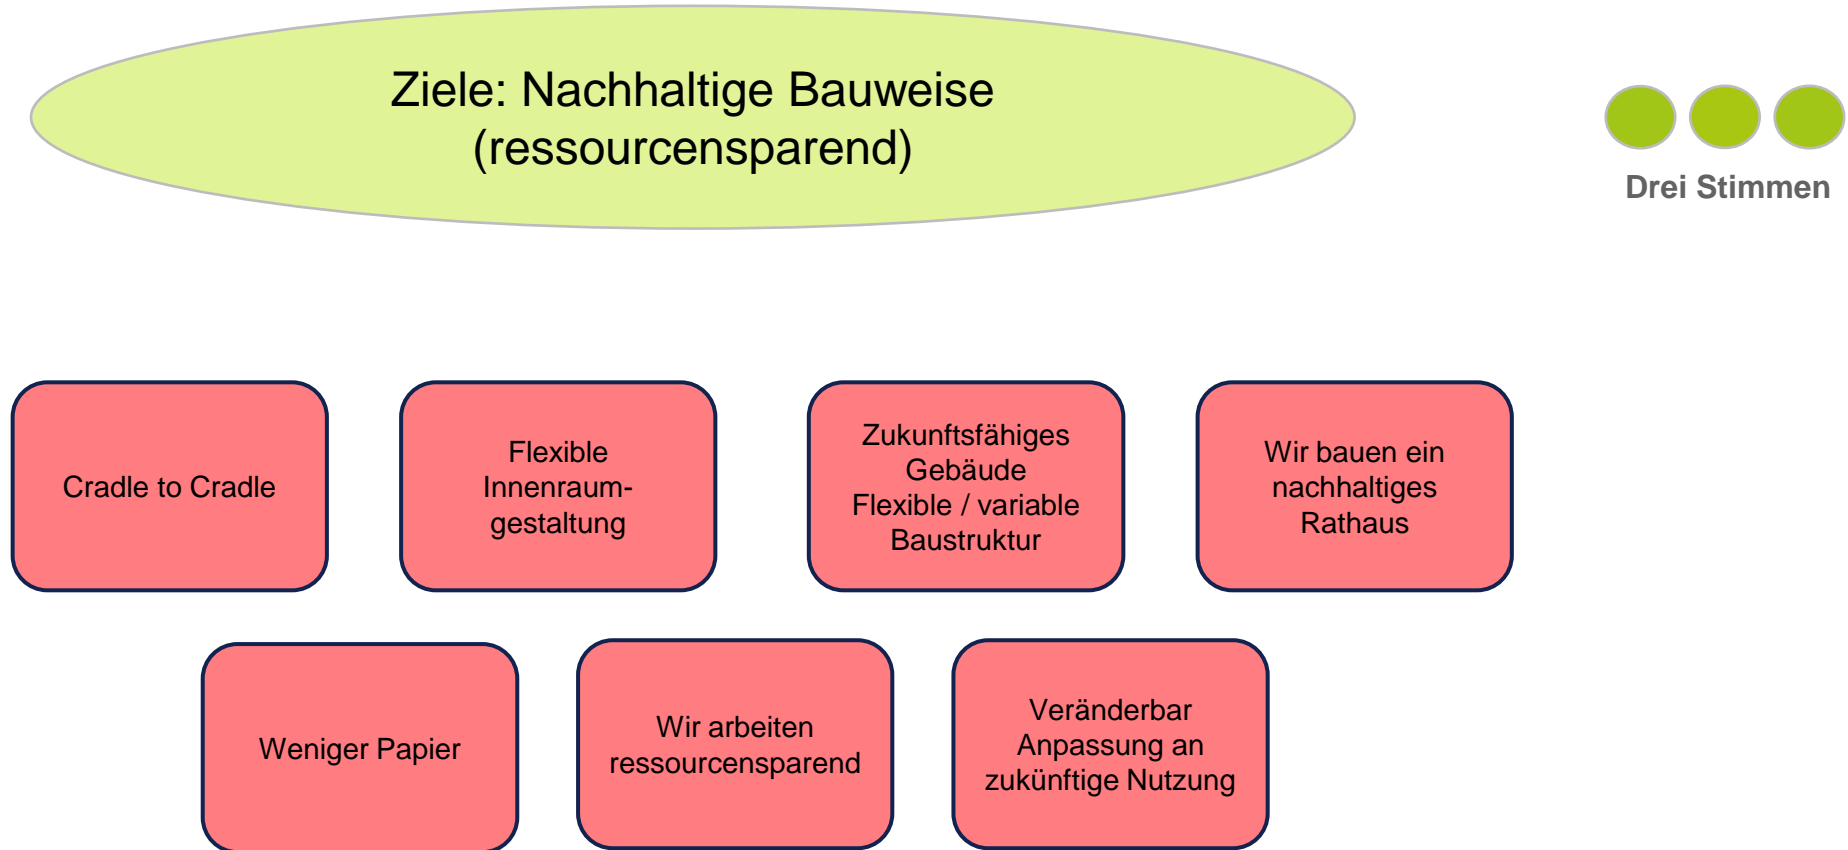 Ziele: Nachhaltige Bauweise
(ressourcensparend)
Drei Stimmen
Cradle to Cradle
Flexible
Innenraum-
gestaltung
Zukunftsfähiges
Gebäude
Flexible / variable
Baustruktur
Wir bauen ein
nachhaltiges
Rathaus
Weniger Papier
Wir arbeiten
ressourcensparend
Veränderbar
Anpassung an
zukünftige Nutzung